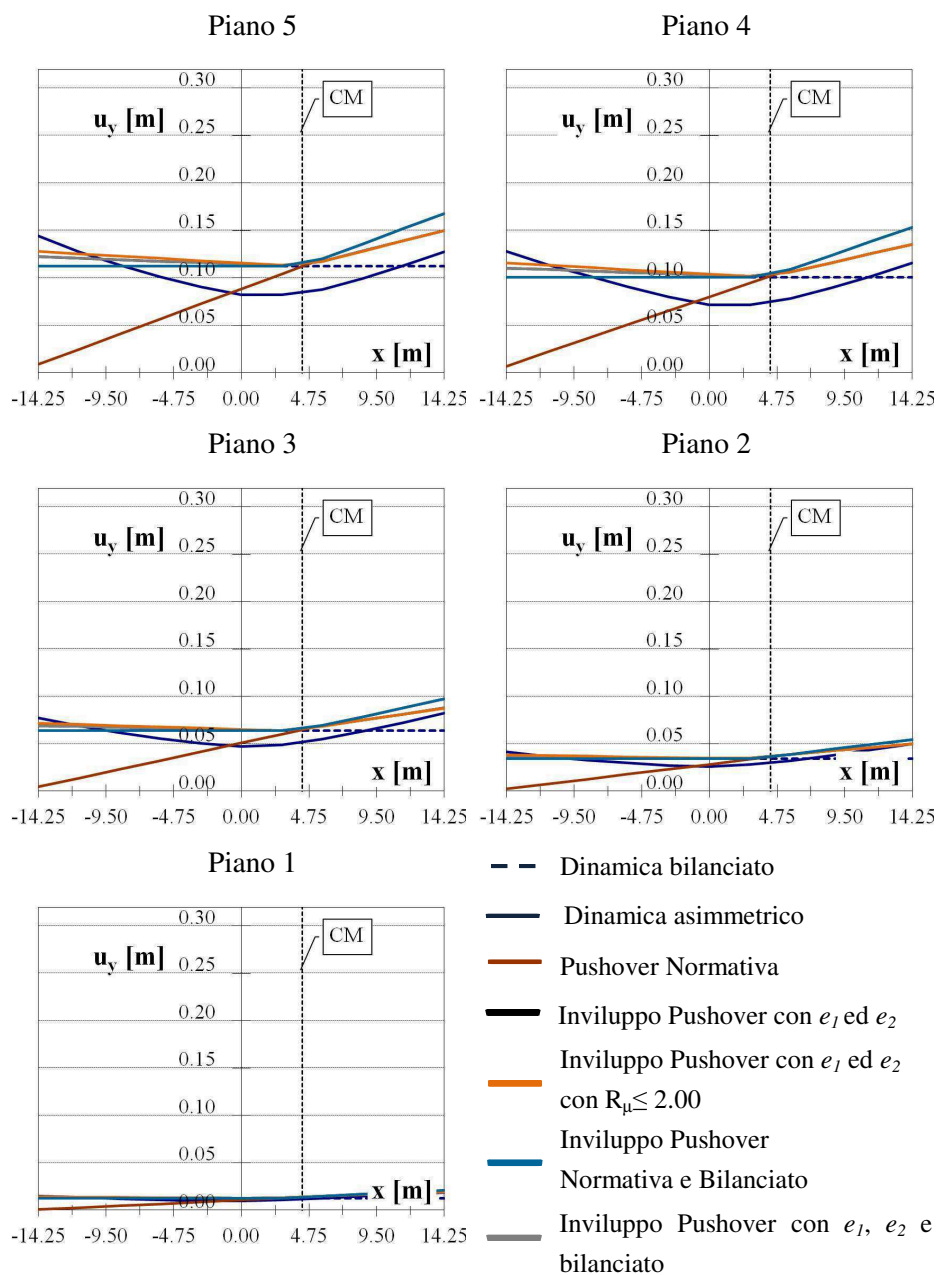 Piano 5
0.30
CM
u_y [m]
0.25
0.20
0.15
0.10
0.05
x [m]
0.00
-14.25 -9.50 -4.75 0.00 4.75 9.50 14.25
Piano 4
0.30
CM
u_y [m]
0.25
0.20
0.15
0.10
0.05
x [m]
0.00
-14.25 -9.50 -4.75 0.00 4.75 9.50 14.25
Piano 3
0.30
CM
u_y [m]
0.25
0.20
0.15
0.10
0.05
x [m]
0.00
-14.25 -9.50 -4.75 0.00 4.75 9.50 14.25
Piano 2
0.30
CM
u_y [m]
0.25
0.20
0.15
0.10
0.05
x [m]
0.00
-14.25 -9.50 -4.75 0.00 4.75 9.50 14.25
Piano 1
0.30
CM
u_y [m]
0.25
0.20
0.15
0.10
0.05
x [m]
0.00
-14.25 -9.50 -4.75 0.00 4.75 9.50 14.25
Dinamica bilanciato
Dinamica asimmetrico
Pushover Normativa
Inviluppo Pushover con e₁ ed e₂
Inviluppo Pushover con e₁ ed e₂
con Rμ≤ 2.00
Inviluppo Pushover
Normativa e Bilanciato
Inviluppo Pushover con e₁, e₂ e
bilanciato